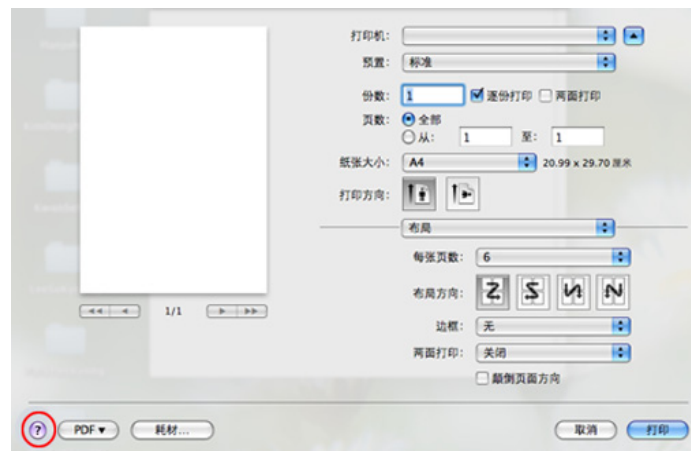 打印机:
预置: 标准
份数: 1 逐份打印 两面打印
页数: 全部
从: 1 至: 1
纸张大小: A4 20.99 x 29.70 厘米
打印方向:
布局
每张页数: 6
布局方向:
边框: 无
两面打印: 关闭
颠倒页面方向
1/1
? PDF▼ 耗材... 取消 打印